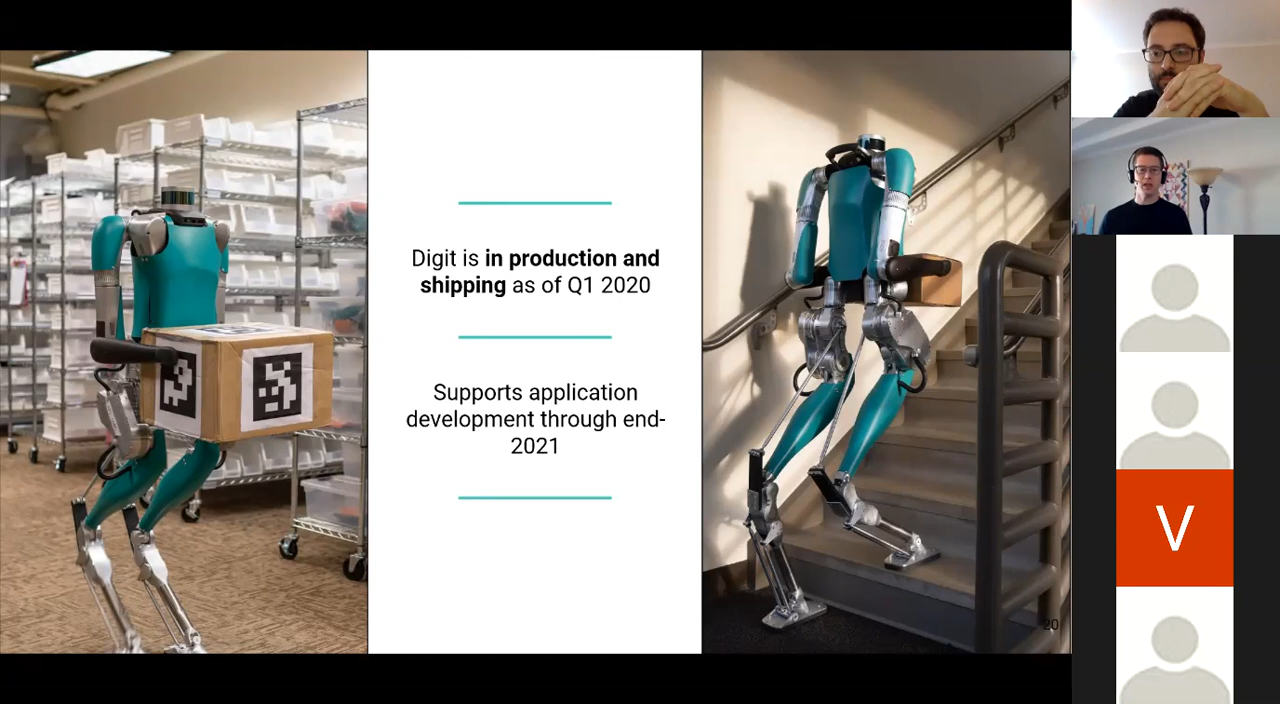 Digit is in production and
shipping as of Q1 2020
Supports application
development through end-
2021
20
V